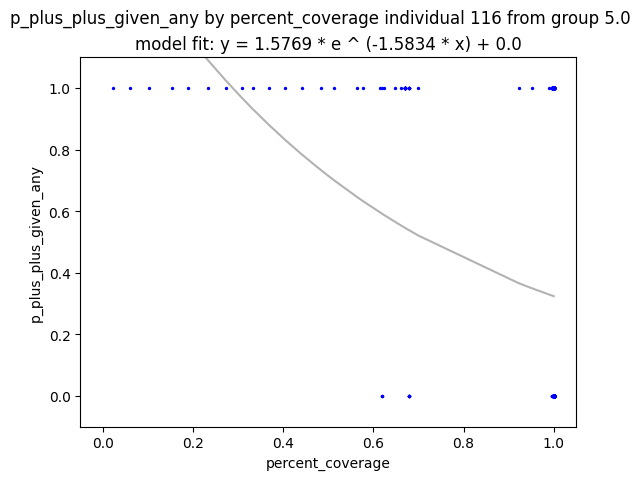 p_plus_plus_given_any by percent_coverage individual 116 from group 5.0
model fit: y = 1.5769 * e ^ (-1.5834 * x) + 0.0
p_plus_plus_given_any
1.0
0.8
0.6
0.4
0.2
0.0
0.0 0.2 0.4 0.6 0.8 1.0
percent_coverage